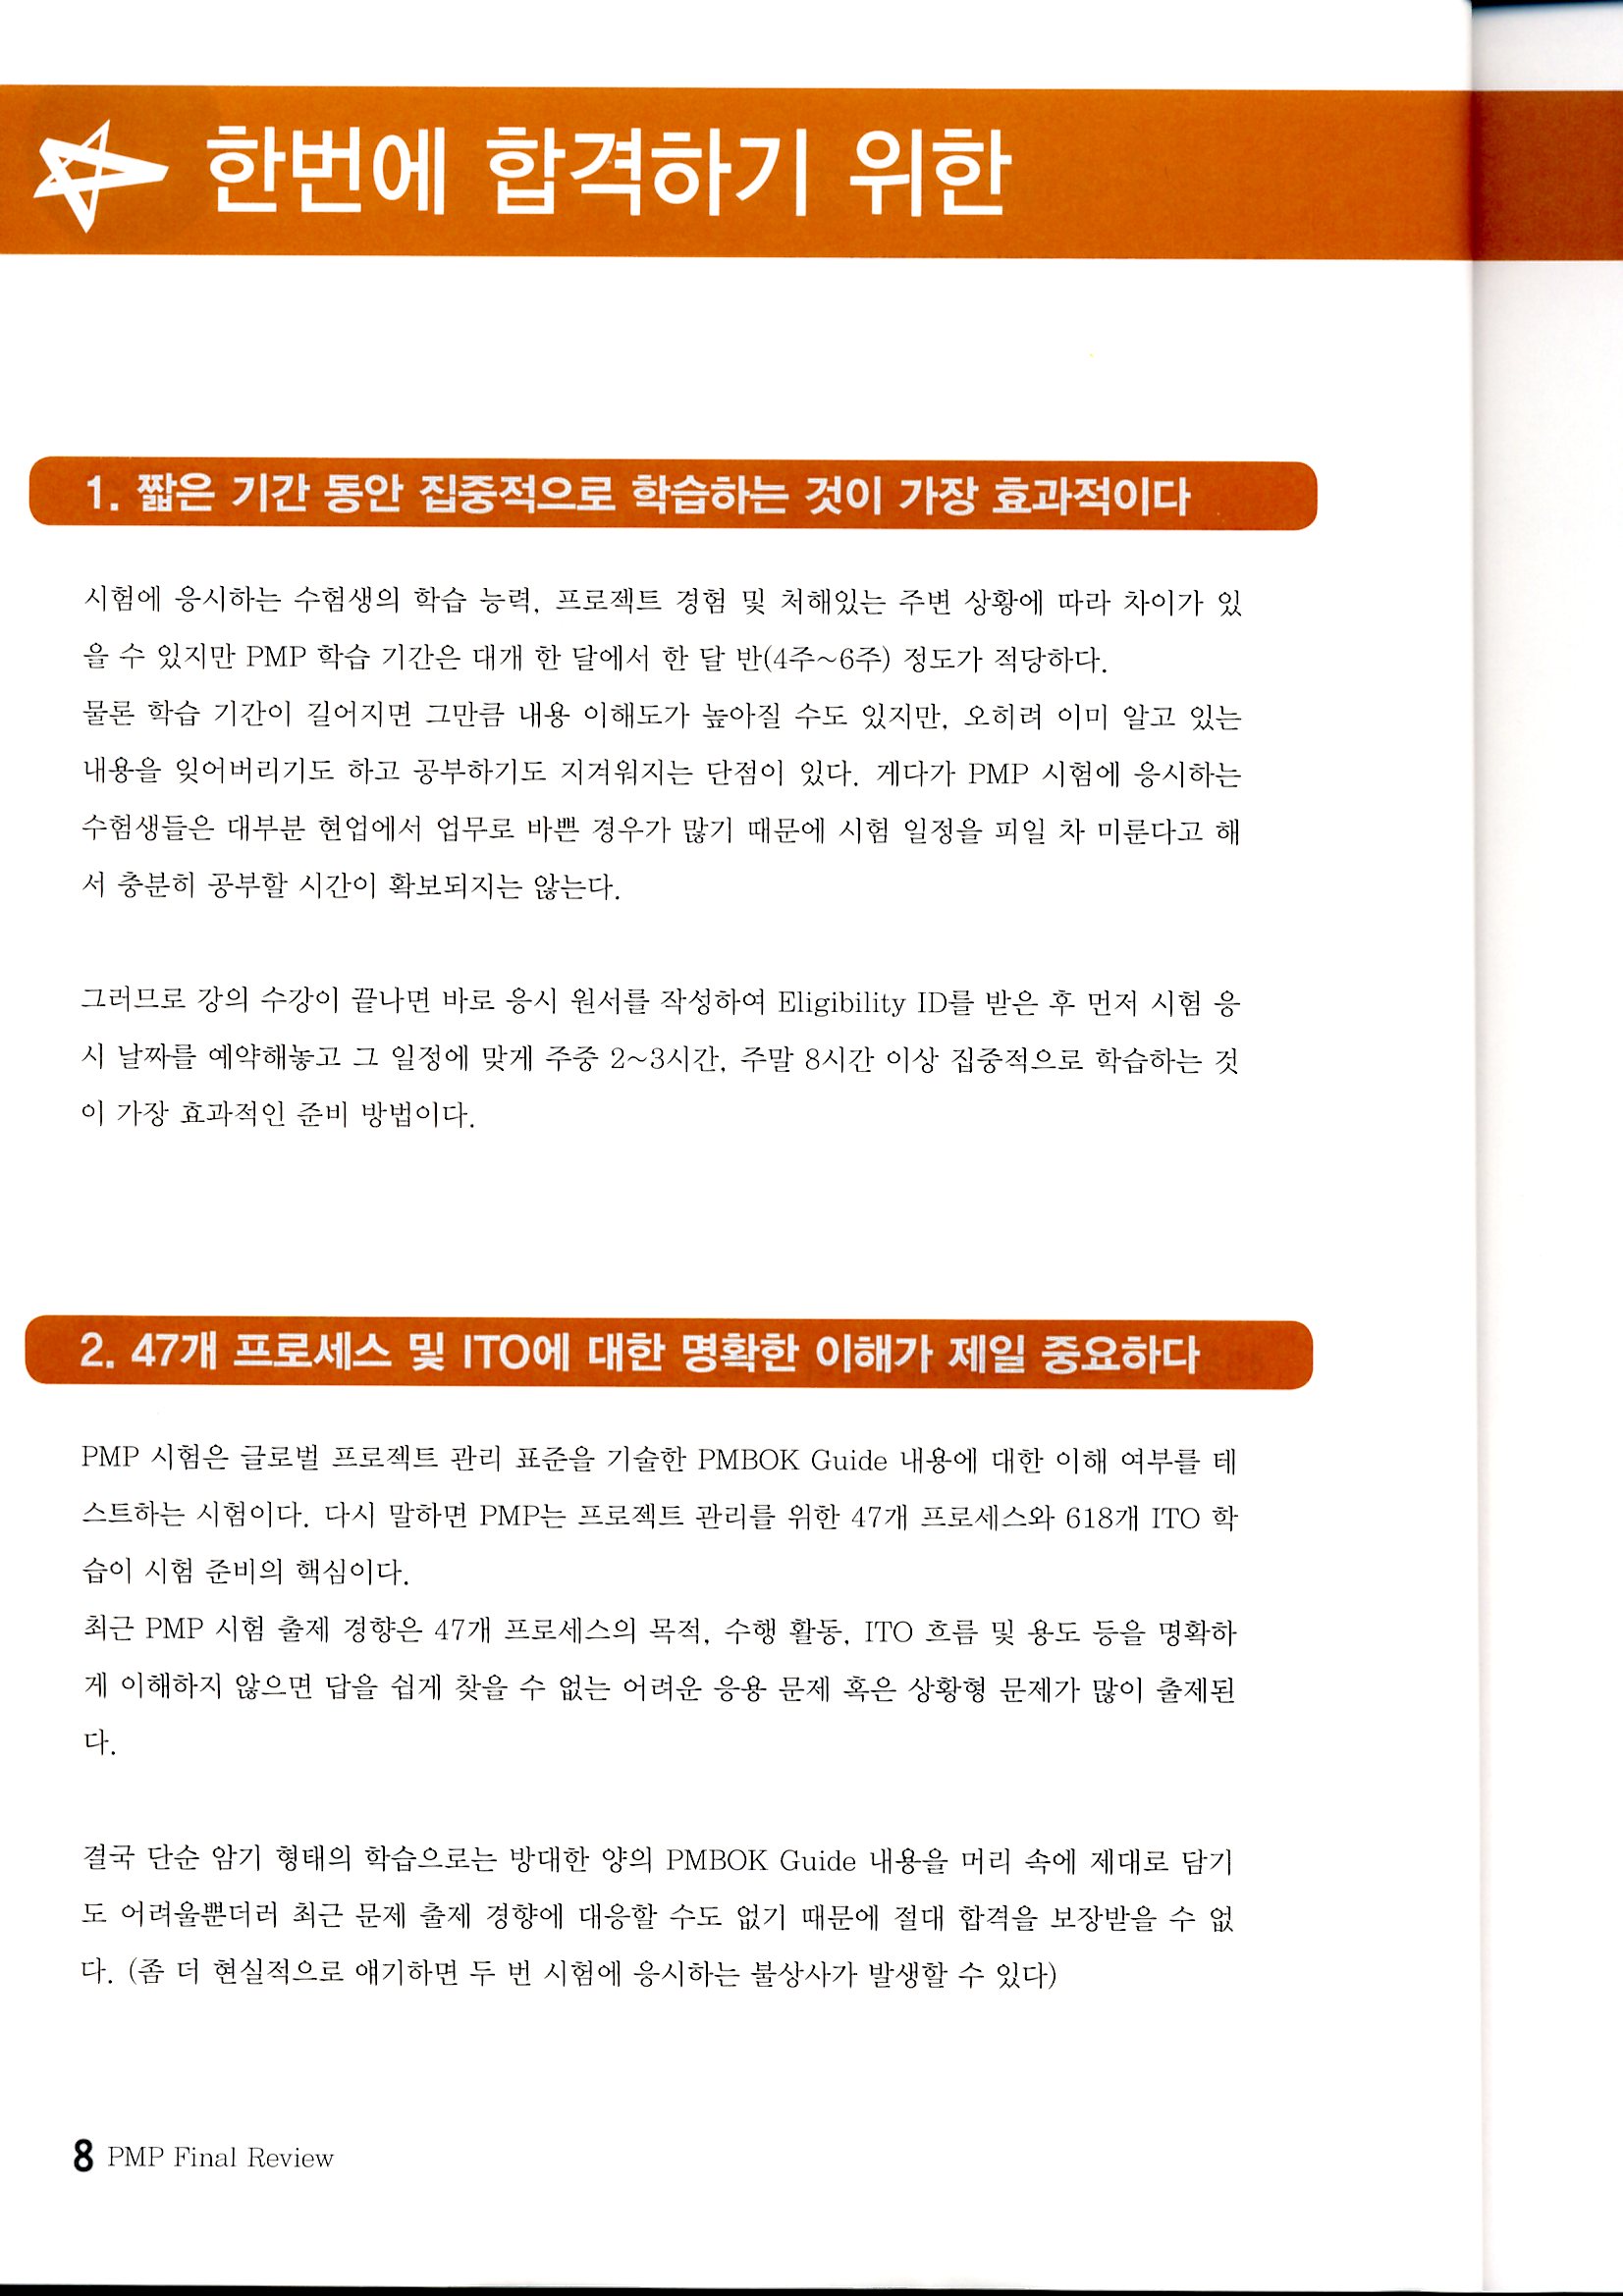 한번에 합격하기 위한
1. 짧은 기간 동안 집중적으로 학습하는 것이 가장 효과적이다
시험에 응시하는 수험생의 학습 능력, 프로젝트 경험 및 처해있는 주변 상황에 따라 차이가 있
을 수 있지만 PMP 학습 기간은 대개 한 달에서 한 달 반(4주~6주) 정도가 적당하다.
물론 학습 기간이 길어지면 그만큼 내용 이해도가 높아질 수도 있지만, 오히려 이미 알고 있는
내용을 잊어버리기도 하고 공부하기도 지겨워지는 단점이 있다. 게다가 PMP 시험에 응시하는
수험생들은 대부분 현업에서 업무로 바쁜 경우가 많기 때문에 시험 일정을 피일 차 미룬다고 해
서 충분히 공부할 시간이 확보되지는 않는다.
그러므로 강의 수강이 끝나면 바로 응시 원서를 작성하여 Eligibility ID를 받은 후 먼저 시험 응
시 날짜를 예약해놓고 그 일정에 맞게 주중 2~3시간, 주말 8시간 이상 집중적으로 학습하는 것
이 가장 효과적인 준비 방법이다.
2. 47개 프로세스 및 ITO에 대한 명확한 이해가 제일 중요하다
PMP 시험은 글로벌 프로젝트 관리 표준을 기술한 PMBOK Guide 내용에 대한 이해 여부를 테
스트하는 시험이다. 다시 말하면 PMP는 프로젝트 관리를 위한 47개 프로세스와 618개 ITO 학
습이 시험 준비의 핵심이다.
최근 PMP 시험 출제 경향은 47개 프로세스의 목적, 수행 활동, ITO 흐름 및 용도 등을 명확하
게 이해하지 않으면 답을 쉽게 찾을 수 없는 어려운 응용 문제 혹은 상황형 문제가 많이 출제된
다.
결국 단순 암기 형태의 학습으로는 방대한 양의 PMBOK Guide 내용을 머리 속에 제대로 담기
도 어려울뿐더러 최근 문제 출제 경향에 대응할 수도 없기 때문에 절대 합격을 보장받을 수 없
다. (좀 더 현실적으로 얘기하면 두 번 시험에 응시하는 불상사가 발생할 수 있다)
8 PMP Final Review